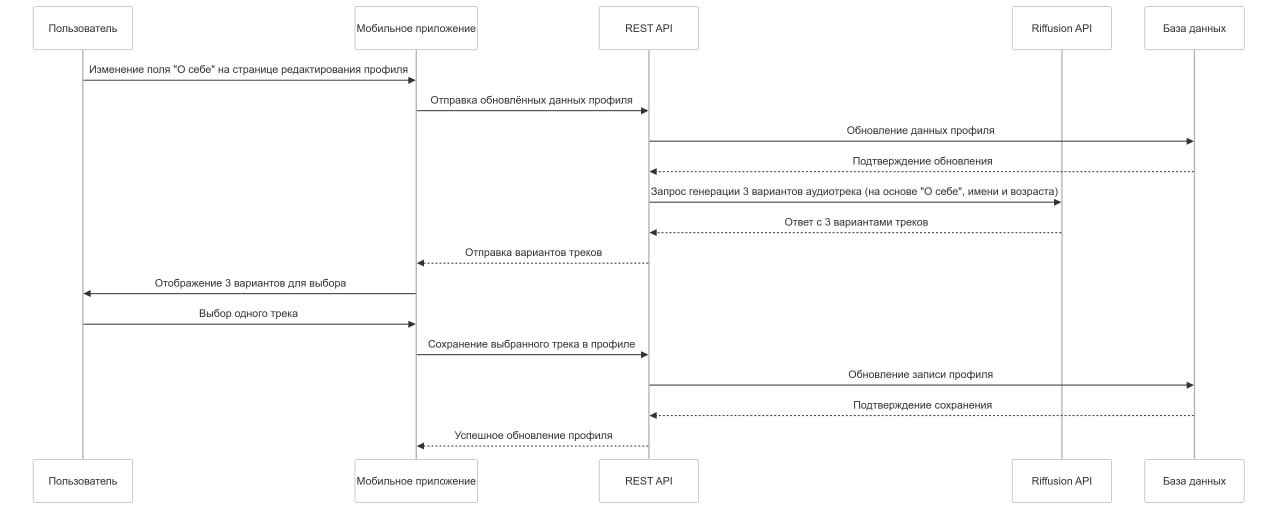 Пользователь
Мобильное приложение
REST API
Riffusion API
База данных
Изменение поля "О себе" на странице редактирования профиля
Отправка обновлённых данных профиля
Обновление данных профиля
Подтверждение обновления
Запрос генерации 3 вариантов аудиотрека (на основе "О себе", имени и возраста)
Ответ с 3 вариантами треков
Отправка вариантов треков
Отображение 3 вариантов для выбора
Выбор одного трека
Сохранение выбранного трека в профиле
Обновление записи профиля
Подтверждение сохранения
Успешное обновление профиля
Пользователь
Мобильное приложение
REST API
Riffusion API
База данных